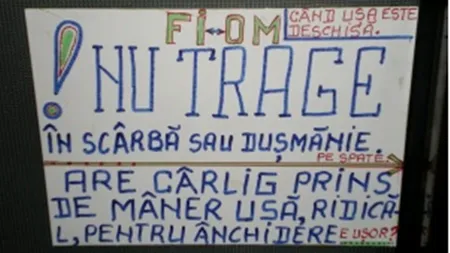 FI↔OM CÂND UȘA ESTE
DESCHISĂ.
! NU TRAGE
ÎN SCÂRBĂ SAU DUȘMĂNIE.
PE SPATE
ARE CÂRLIG PRINS
DE MÂNER UȘĂ, RIDICĂ-
L, PENTRU ÂNCHIDERE E UȘOR?